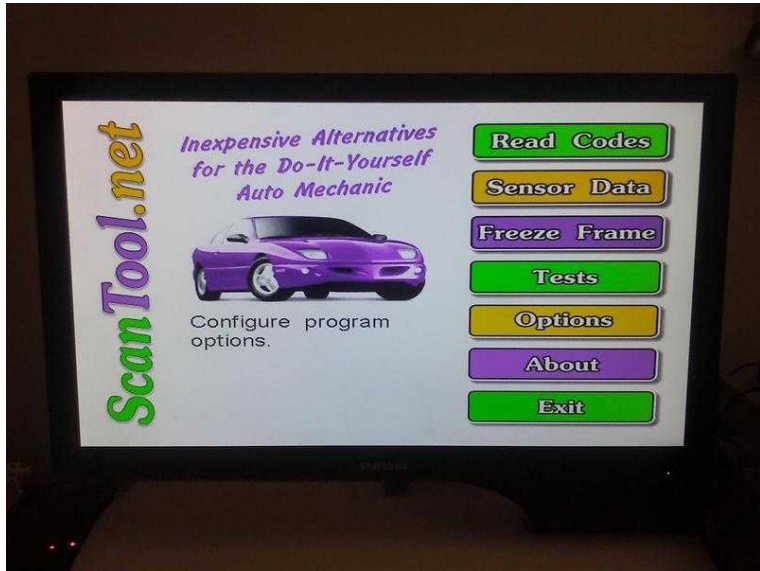 ScanTool.net
Inexpensive Alternatives
for the Do-It-Yourself
Auto Mechanic
Configure program
options.
Read Codes
Sensor Data
Freeze Frame
Tests
Options
About
Exit
SAMSUNG